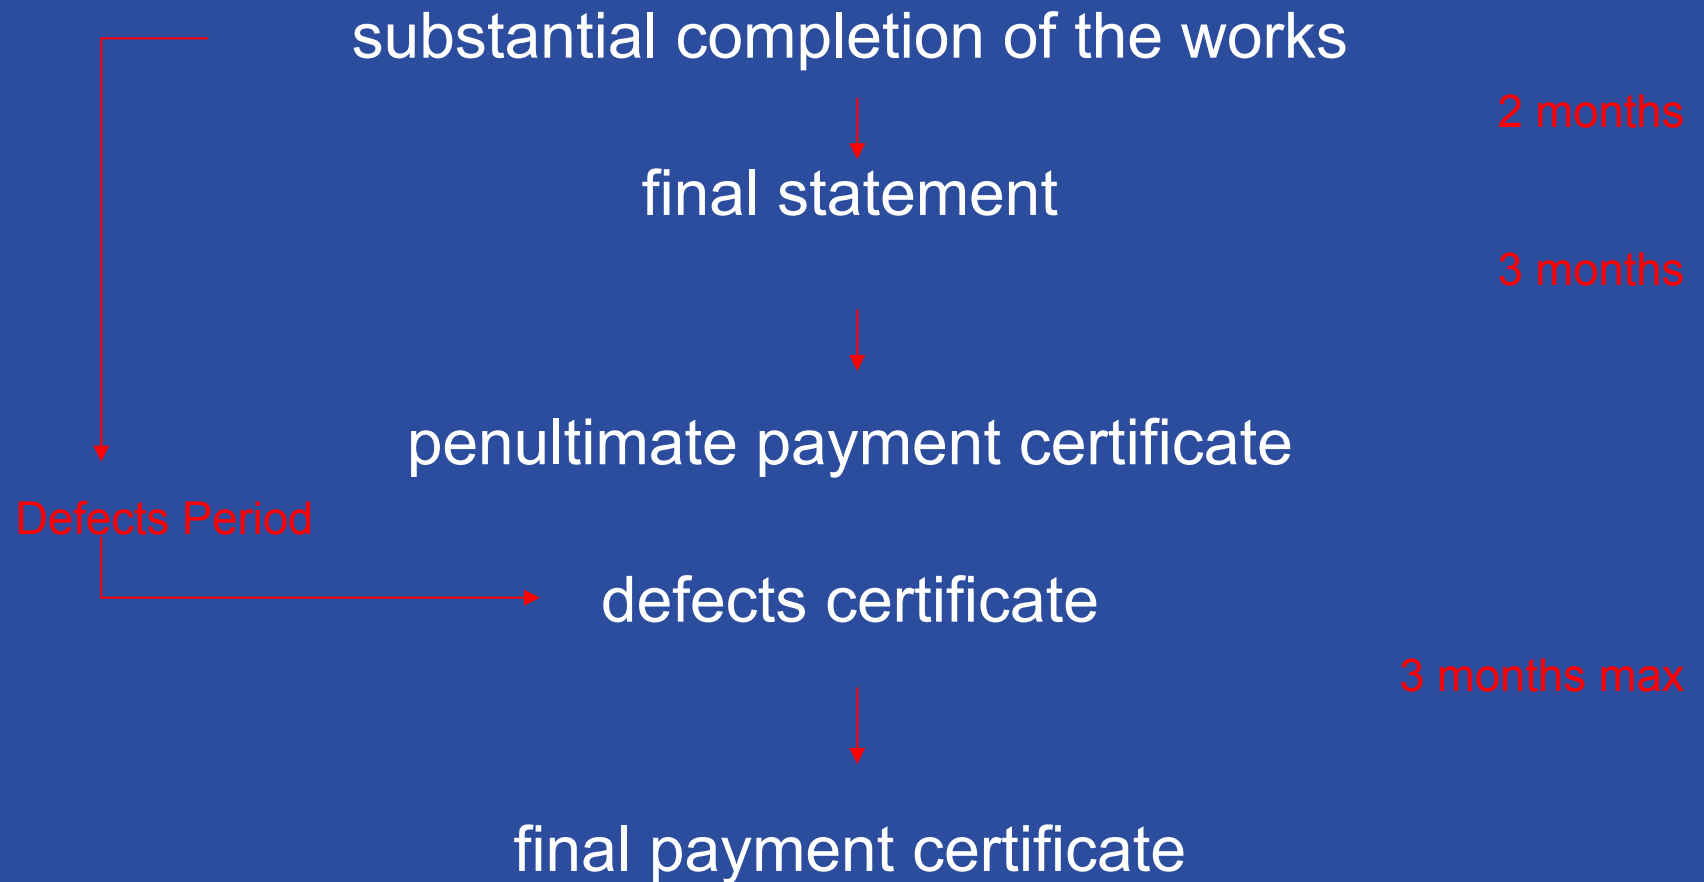 substantial completion of the works
2 months
final statement
3 months
penultimate payment certificate
Defects Period
defects certificate
3 months max
final payment certificate